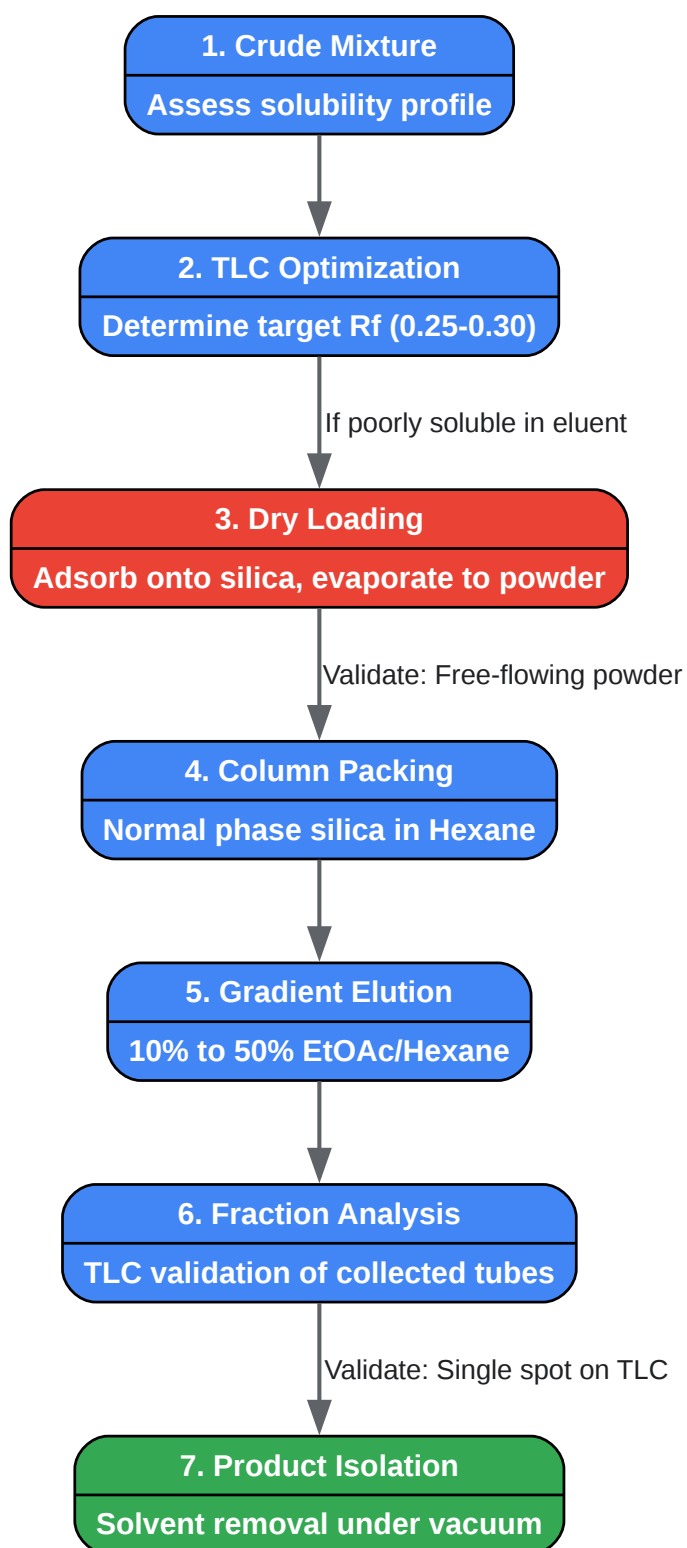 1. Crude Mixture
Assess solubility profile
2. TLC Optimization
Determine target Rf (0.25-0.30)
If poorly soluble in eluent
3. Dry Loading
Adsorb onto silica, evaporate to powder
Validate: Free-flowing powder
4. Column Packing
Normal phase silica in Hexane
5. Gradient Elution
10% to 50% EtOAc/Hexane
6. Fraction Analysis
TLC validation of collected tubes
Validate: Single spot on TLC
7. Product Isolation
Solvent removal under vacuum